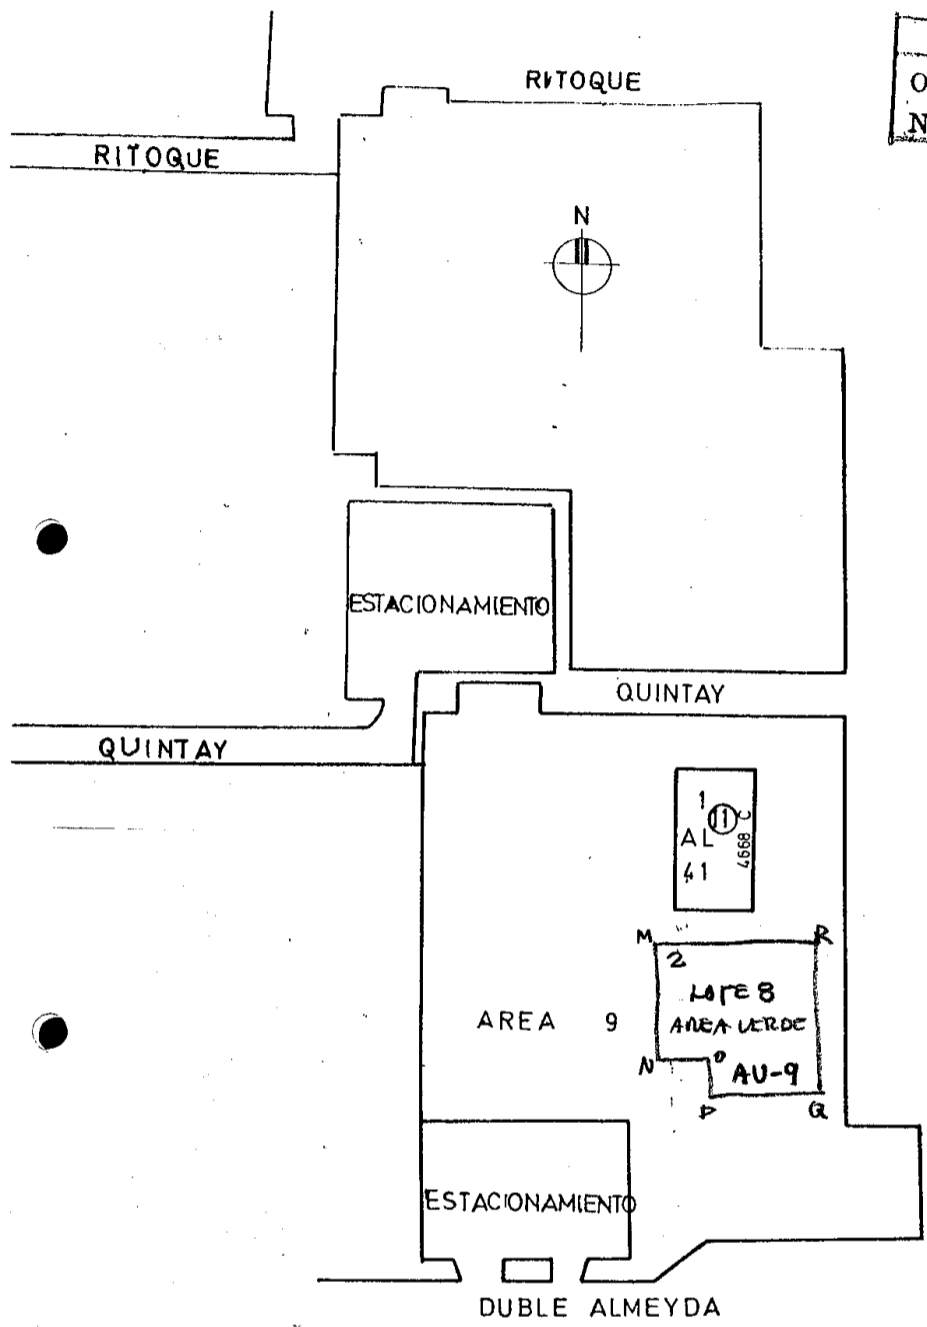 RITOQUE
O
N
RITOQUE
N
ESTACIONAMIENTO
QUINTAY
QUINTAY
1
11
AL
4668 C
41
M
R
2
LOTE 8
AREA 9
AREA VERDE
N
O
AU-9
P
Q
ESTACIONAMIENTO
DUBLE ALMEYDA